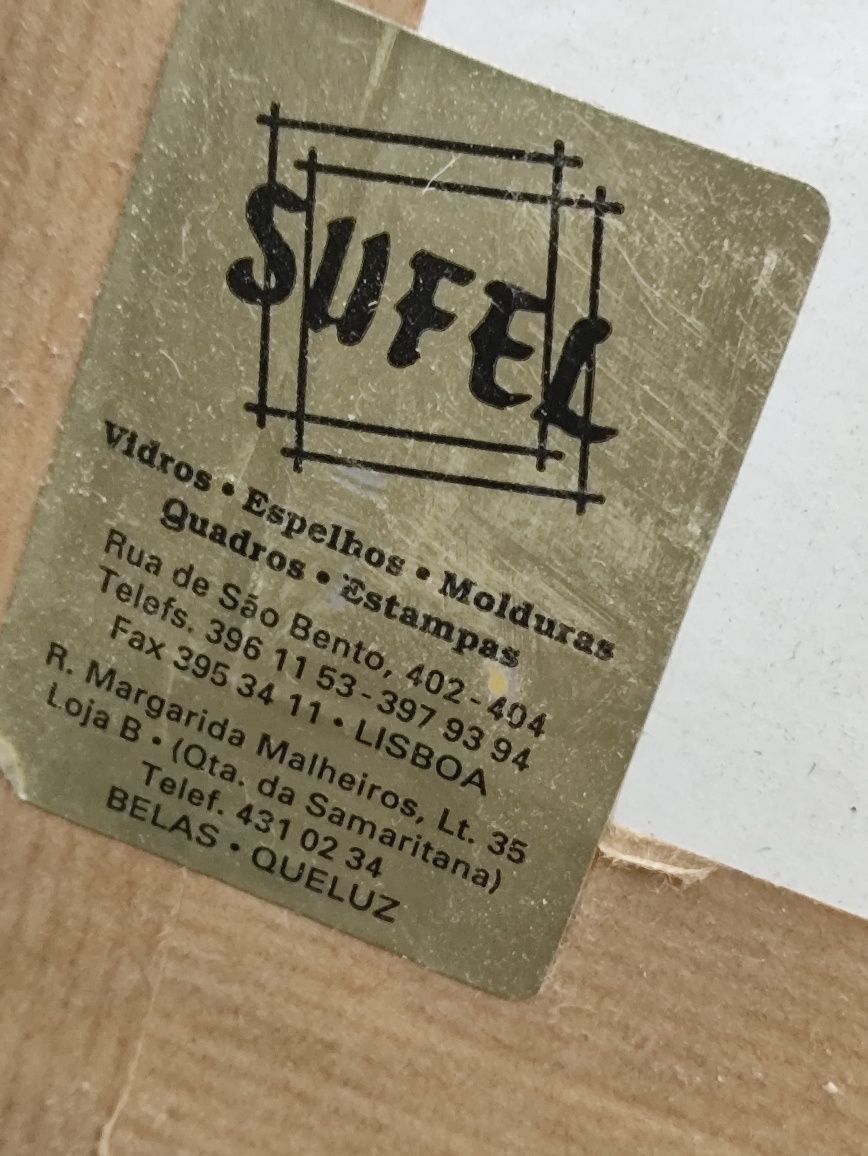 SUFEL
Vidros • Espelhos • Molduras
Quadros • Estampas
Rua de São Bento, 402 - 404
Telefs. 396 11 53 - 397 93 94
Fax 395 34 11 • LISBOA
R. Margarida Malheiros, Lt. 35
Loja B • (Qta. da Samaritana)
Telef. 431 02 34
BELAS • QUELUZ